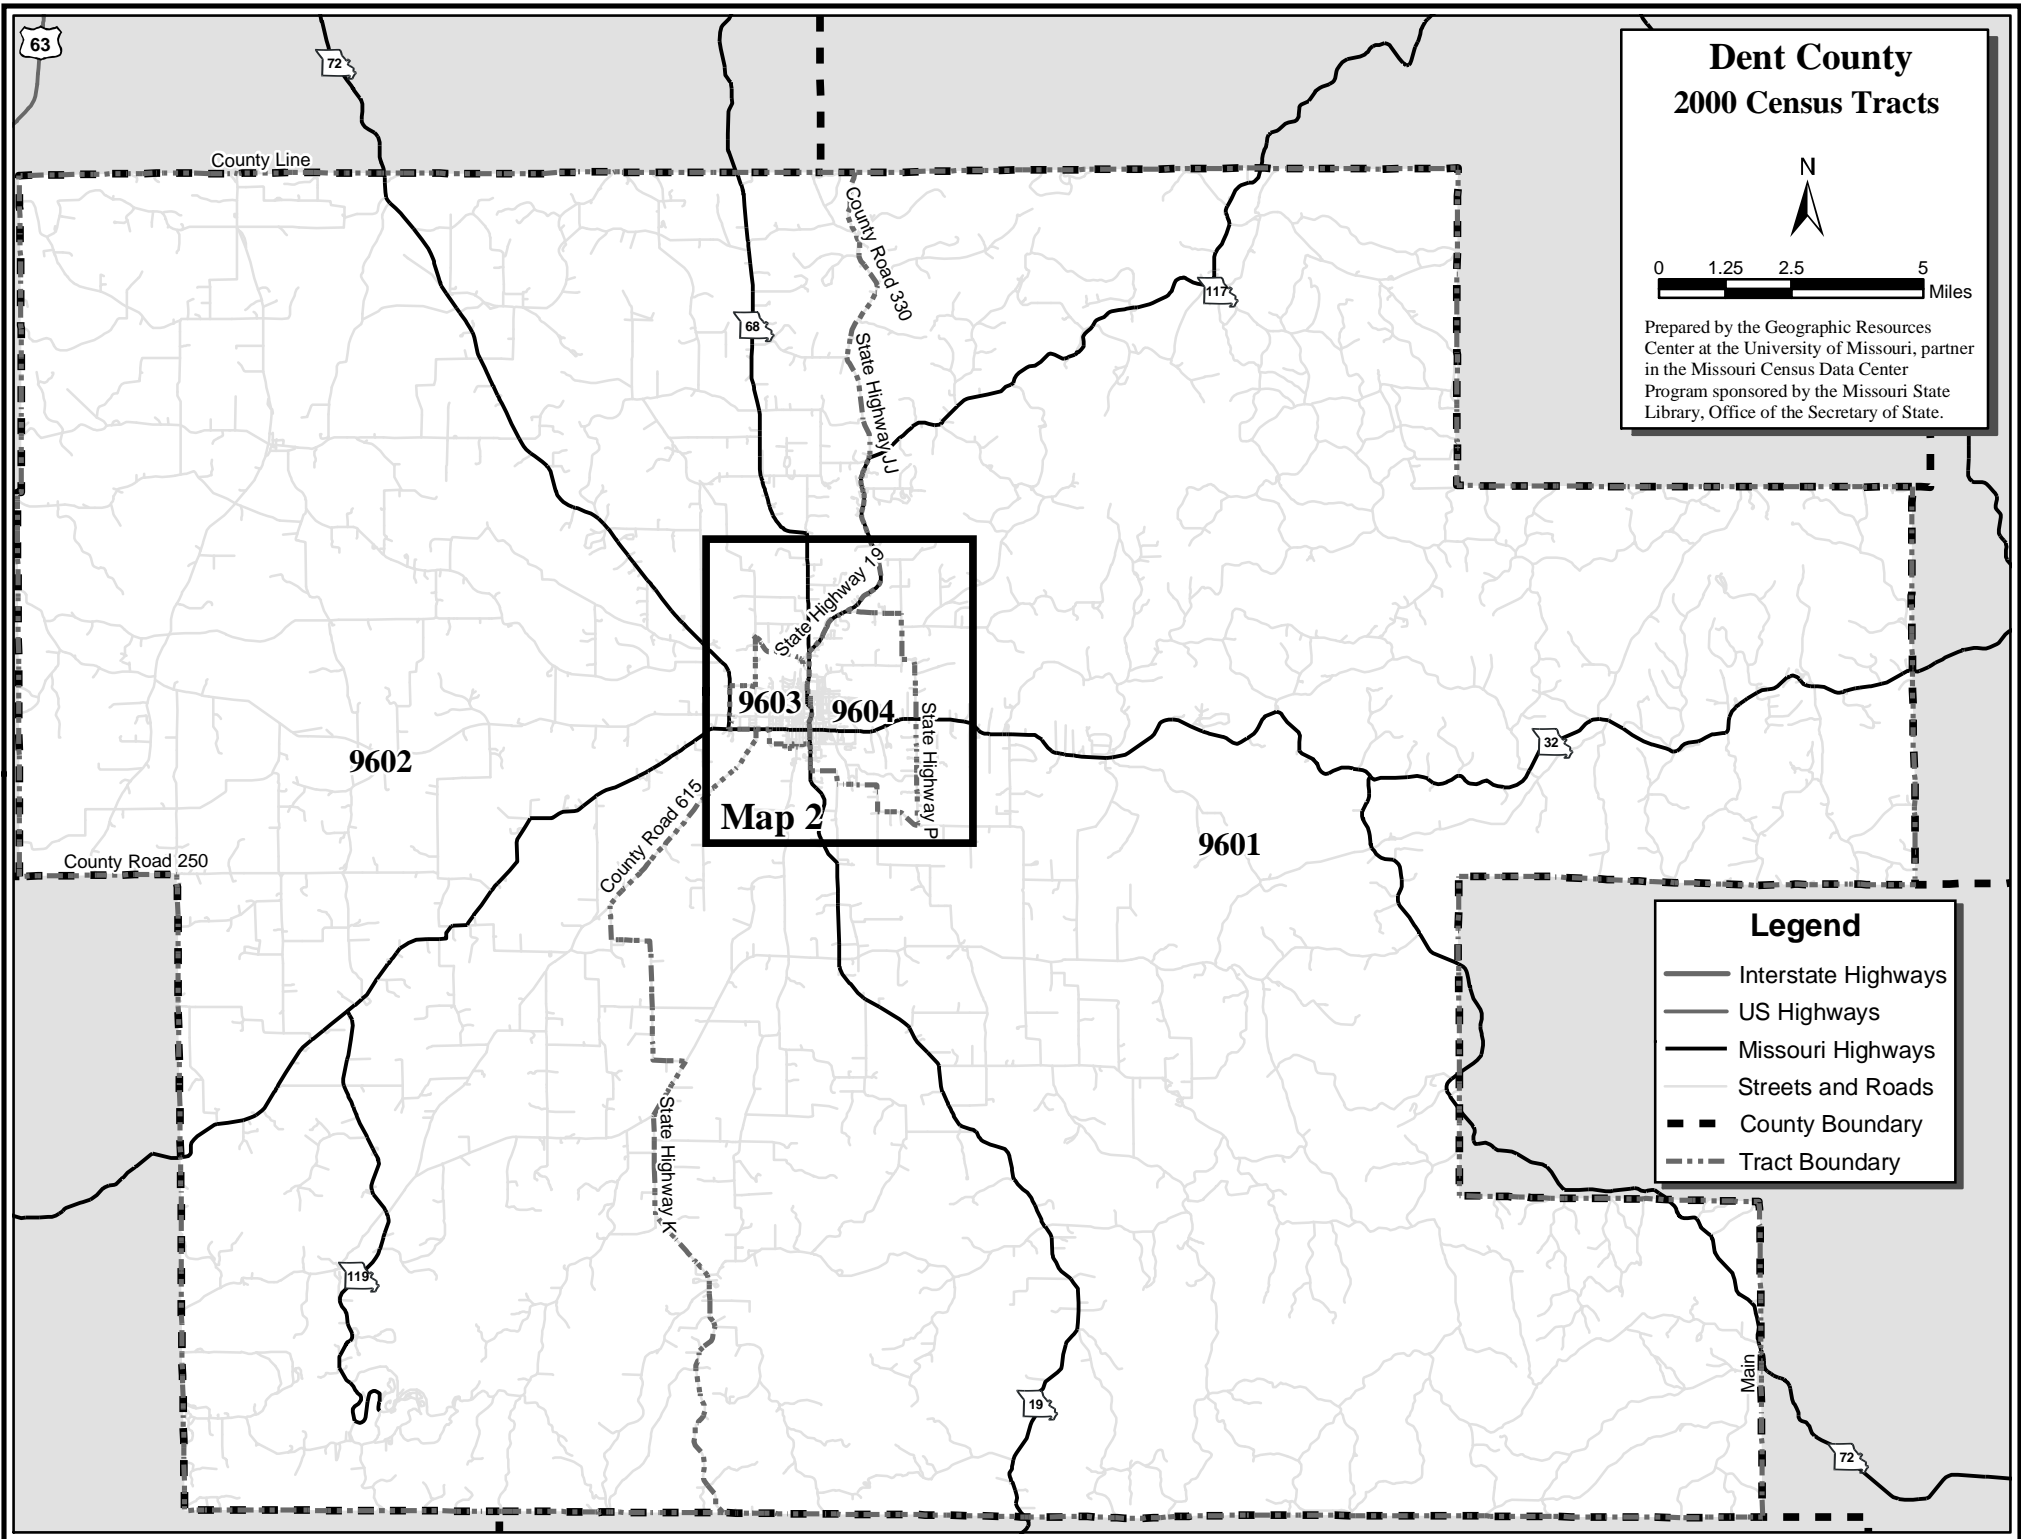 63
72
Dent County
2000 Census Tracts
N
0 1.25 2.5 5
Miles
Prepared by the Geographic Resources
Center at the University of Missouri, partner
in the Missouri Census Data Center
Program sponsored by the Missouri State
Library, Office of the Secretary of State.
County Line
County Road 330
117
68
State Highway JJ
State Highway 19
9603
9604
State Highway P
32
9602
County Road 615
Map 2
9601
County Road 250
Legend
Interstate Highways
US Highways
Missouri Highways
Streets and Roads
County Boundary
Tract Boundary
State Highway K
119
Main
19
72